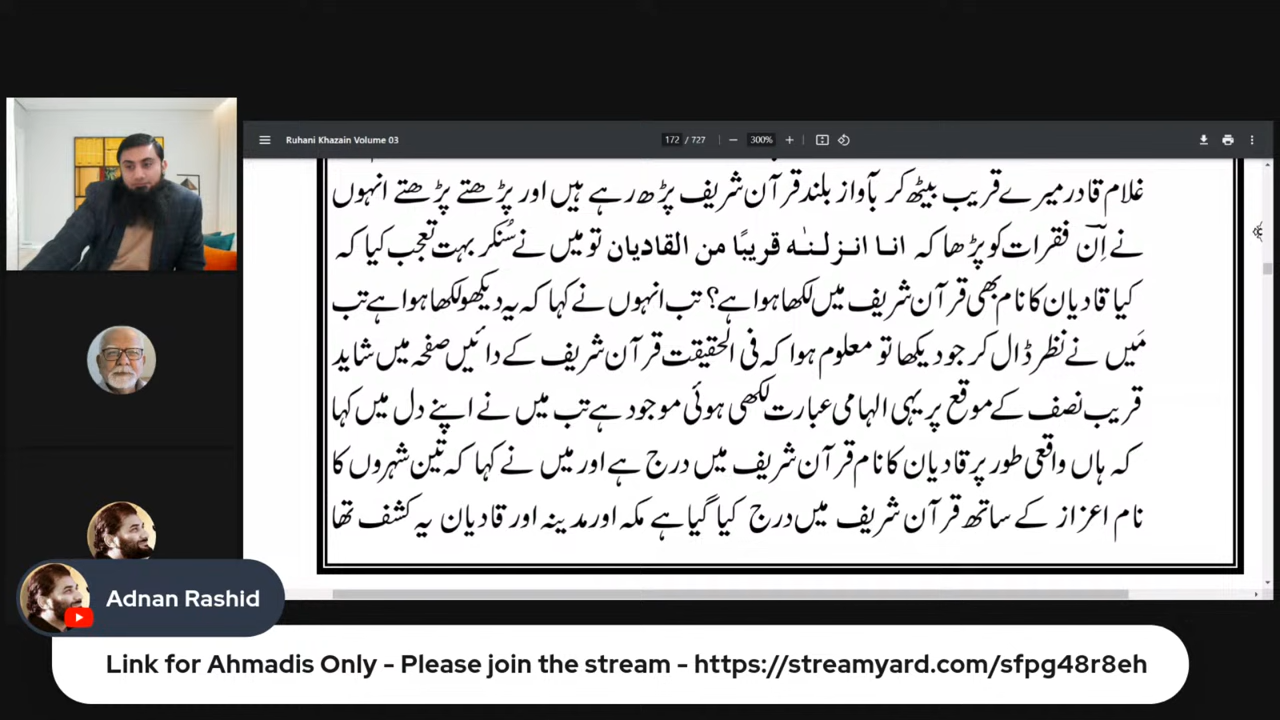 Ruhani Khazain Volume 03
172 / 727
300%
غلام قادر میرے قریب بیٹھ کر بآواز بلند قرآن شریف پڑھ رہے ہیں اور پڑھتے پڑھتے انہوں
نے اِنؔ فقرات کو پڑھا کہ انا انزلنٰہ قریبًا من القادیان تو میں نے سُنکر بہت تعجب کیا کہ
کیا قادیان کا نام بھی قرآن شریف میں لکھا ہوا ہے؟ تب انہوں نے کہا کہ یہ دیکھو لکھا ہوا ہے تب
مَیں نے نظر ڈال کر جو دیکھا تو معلوم ہوا کہ فی الحقیقت قرآن شریف کے دائیں صفحہ میں شاید
قریب نصف کے موقع پر یہی الہامی عبارت لکھی ہوئی موجود ہے تب میں نے اپنے دل میں کہا
کہ ہاں واقعی طور پر قادیان کا نام قرآن شریف میں درج ہے اور میں نے کہا کہ تین شہروں کا
نام اعزاز کے ساتھ قرآن شریف میں درج کیا گیا ہے مکہ اور مدینہ اور قادیان یہ کشف تھا
Adnan Rashid
Link for Ahmadis Only - Please join the stream - https://streamyard.com/sfpg48r8eh